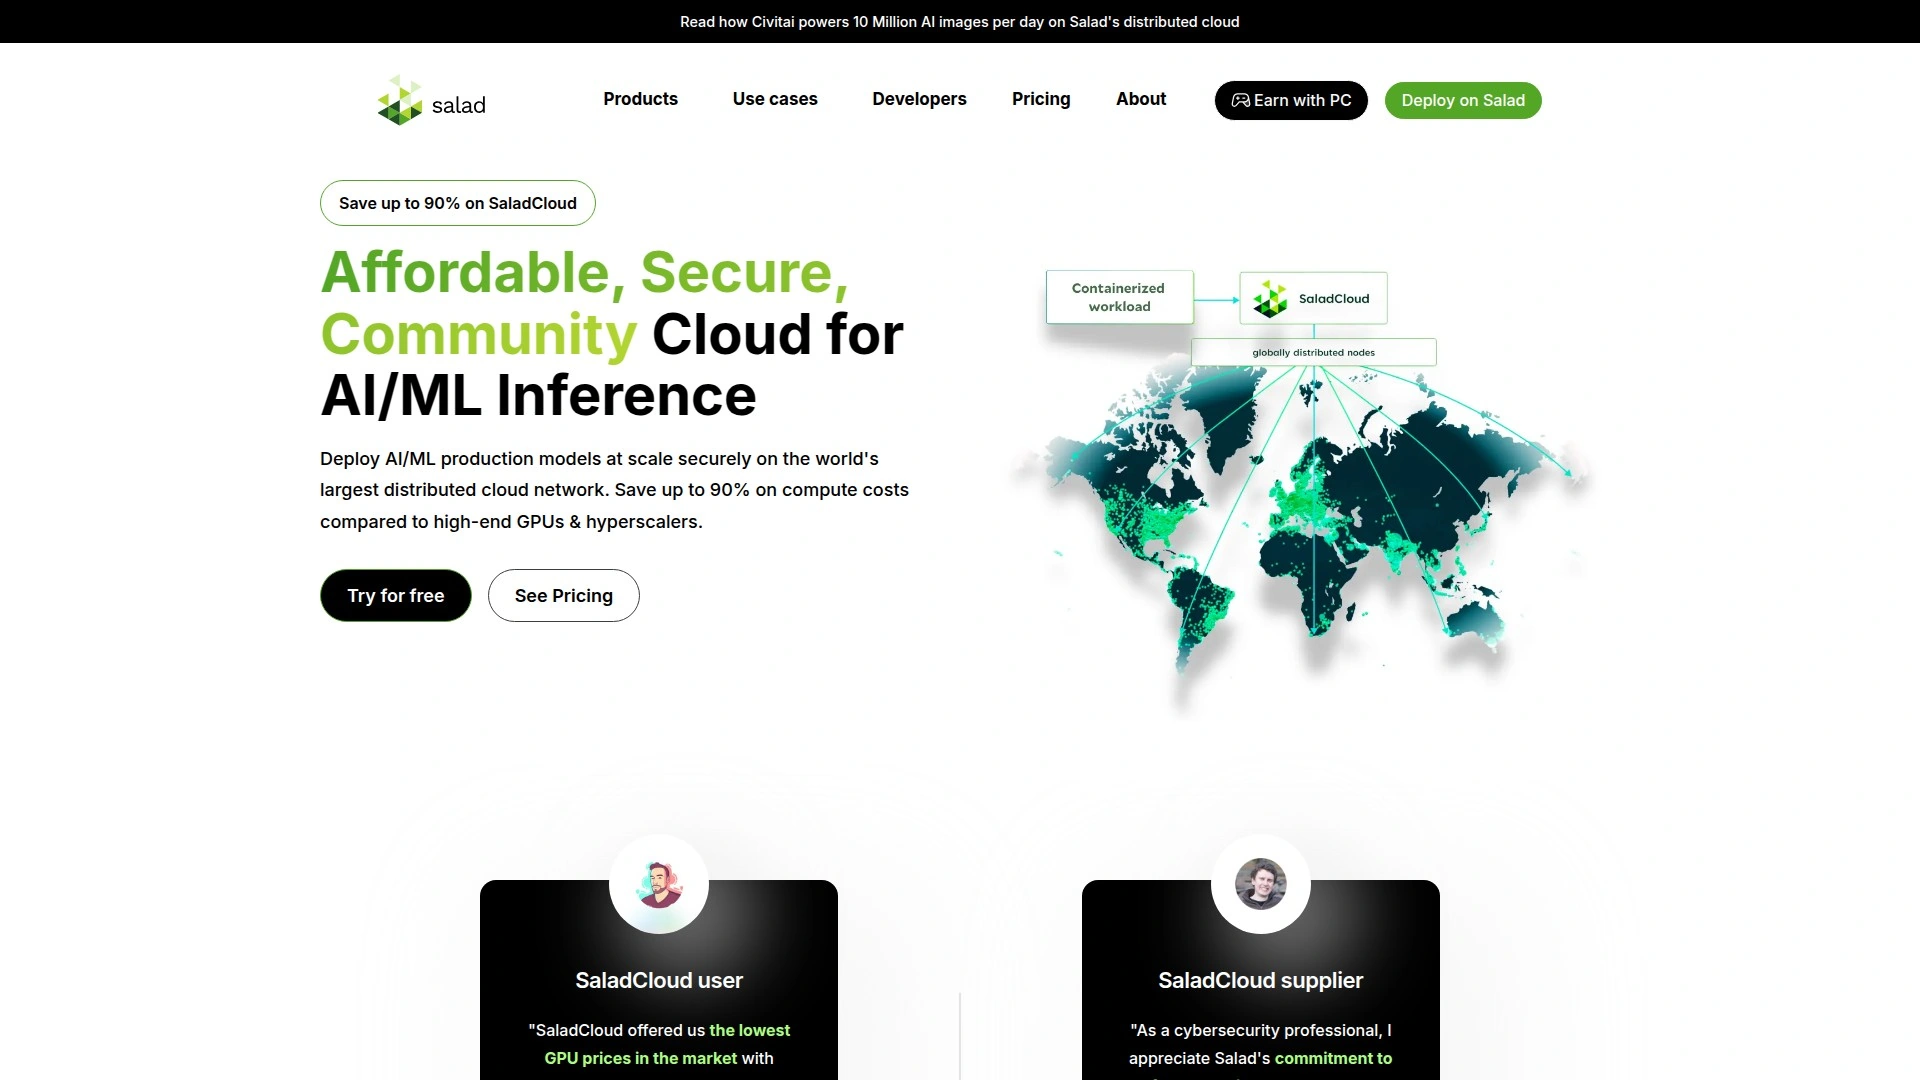 Read how Civitai powers 10 Million AI images per day on Salad's distributed cloud
salad
Products
Use cases
Developers
Pricing
About
Earn with PC
Deploy on Salad
Save up to 90% on SaladCloud
Affordable, Secure,
Community Cloud for
AI/ML Inference
Deploy AI/ML production models at scale securely on the world's
largest distributed cloud network. Save up to 90% on compute costs
compared to high-end GPUs & hyperscalers.
Try for free
See Pricing
Containerized
workload
SaladCloud
globally distributed nodes
SaladCloud user
"SaladCloud offered us the lowest
GPU prices in the market with
SaladCloud supplier
"As a cybersecurity professional, I
appreciate Salad's commitment to